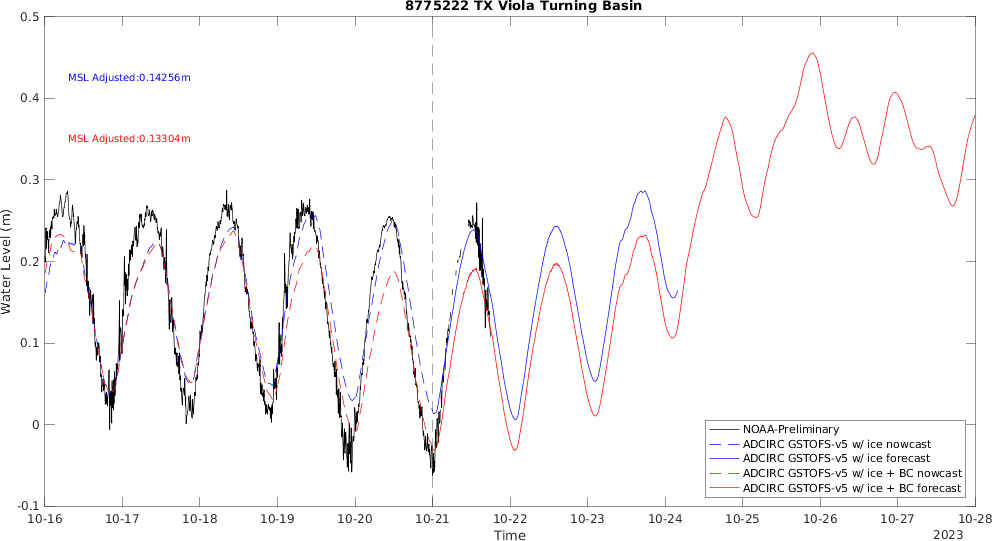 8775222 TX Viola Turning Basin
0.5
0.4
0.3
0.2
0.1
0
-0.1
Water Level (m)
MSL Adjusted:0.14256m
MSL Adjusted:0.13304m
NOAA-Preliminary
ADCIRC GSTOFS-v5 w/ ice nowcast
ADCIRC GSTOFS-v5 w/ ice forecast
ADCIRC GSTOFS-v5 w/ ice + BC nowcast
ADCIRC GSTOFS-v5 w/ ice + BC forecast
10-16 10-17 10-18 10-19 10-20 10-21 10-22 10-23 10-24 10-25 10-26 10-27 10-28
Time
2023